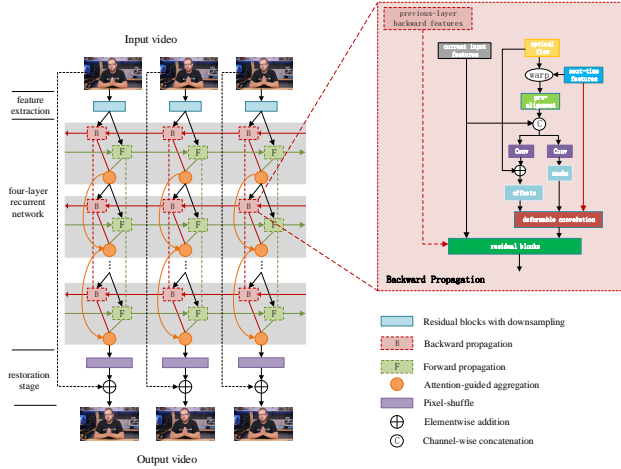 Input video
feature
extraction
four-layer
recurrent
network
restoration
stage
B
F
B
F
B
F
B
F
B
F
B
F
B
F
B
F
B
F
Output video
previous-layer
backward features
current input
features
optical
flow
warp
next-time
features
pre-
alignment
C
Conv
Conv
offsets
masks
deformable convolution
residual blocks
Backward Propagation
Residual blocks with downsampling
B
Backward propagation
F
Forward propagation
Attention-guided aggregation
Pixel-shuffle
Elementwise addition
C
Channel-wise concatenation